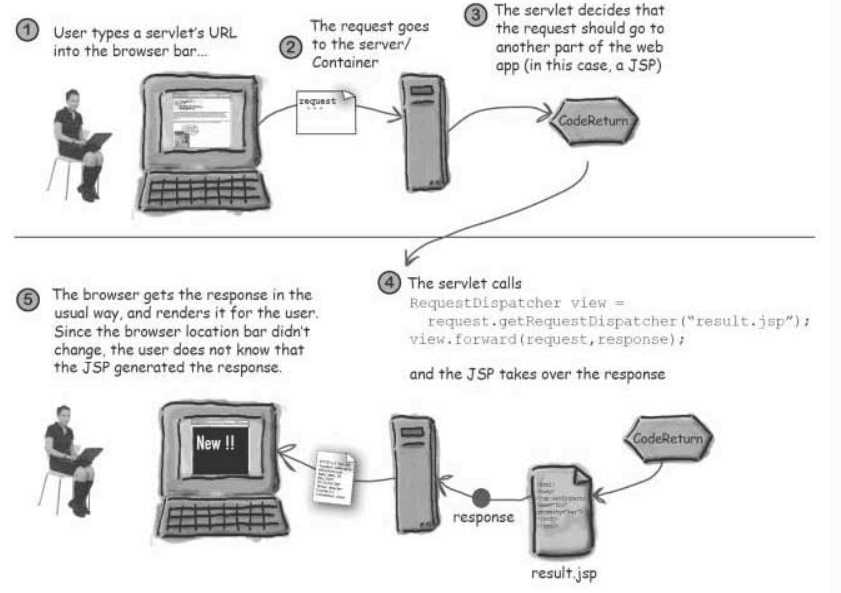 1
User types a servlet's URL
into the browser bar...
2
The request goes
to the server/
Container
3
The servlet decides that
the request should go to
another part of the web
app (in this case, a JSP)
request
...
CodeReturn
4
The servlet calls
RequestDispatcher view =
request.getRequestDispatcher("result.jsp");
view.forward(request,response);
and the JSP takes over the response
5
The browser gets the response in the
usual way, and renders it for the user.
Since the browser location bar didn't
change, the user does not know that
the JSP generated the response.
New !!
response
CodeReturn
result.jsp